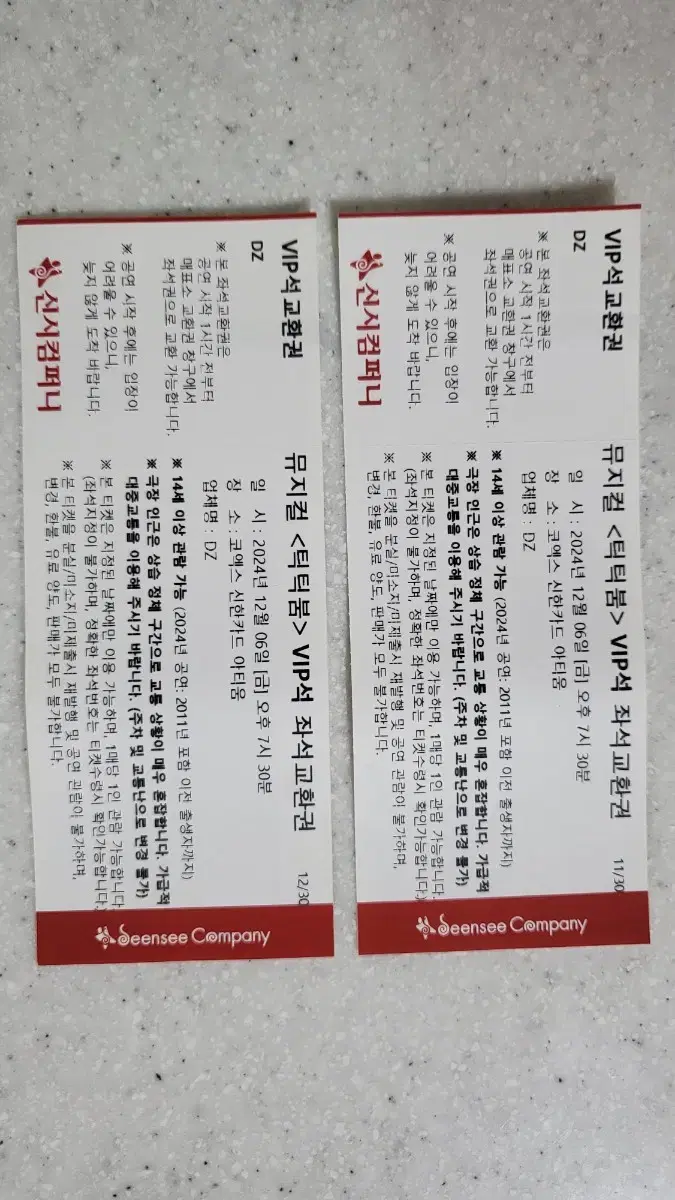 VIP석교환권
DZ
※ 본 좌석교환권은
공연 시작 1시간 전부터
매표소 교환권 창구에서
좌석권으로 교환 가능합니다.
※ 공연 시작 후에는 입장이
어려울 수 있으니,
늦지 않게 도착 바랍니다.
신시컴퍼니
뮤지컬 <틱틱붐> VIP석 좌석교환권
12/30
일 시 : 2024년 12월 06일 (금) 오후 7시 30분
장 소 : 코엑스 신한카드 아티움
업체명 : DZ
※ 14세 이상 관람 가능 (2024년 공연: 2011년 포함 이전 출생자까지)
※ 극장 인근은 상습 정체 구간으로 교통 상황이 매우 혼잡합니다. 가급적
대중교통을 이용해 주시기 바랍니다. (주차 및 교통난으로 변경 불가)
※ 본 티켓은 지정된 날짜에만 이용 가능하며, 1매당 1인 관람 가능합니다.
(좌석지정이 불가하며, 정확한 좌석번호는 티켓수령시 확인가능합니다.)
※ 본 티켓을 분실/미소지/미제출시 재발행 및 공연 관람이 불가하며,
변경, 환불, 유료 양도, 판매가 모두 불가합니다.
Seensee Company
VIP석교환권
DZ
※ 본 좌석교환권은
공연 시작 1시간 전부터
매표소 교환권 창구에서
좌석권으로 교환 가능합니다.
※ 공연 시작 후에는 입장이
어려울 수 있으니,
늦지 않게 도착 바랍니다.
신시컴퍼니
뮤지컬 <틱틱붐> VIP석 좌석교환권
11/30
일 시 : 2024년 12월 06일 (금) 오후 7시 30분
장 소 : 코엑스 신한카드 아티움
업체명 : DZ
※ 14세 이상 관람 가능 (2024년 공연: 2011년 포함 이전 출생자까지)
※ 극장 인근은 상습 정체 구간으로 교통 상황이 매우 혼잡합니다. 가급적
대중교통을 이용해 주시기 바랍니다. (주차 및 교통난으로 변경 불가)
※ 본 티켓은 지정된 날짜에만 이용 가능하며, 1매당 1인 관람 가능합니다.
(좌석지정이 불가하며, 정확한 좌석번호는 티켓수령시 확인가능합니다.)
※ 본 티켓을 분실/미소지/미제출시 재발행 및 공연 관람이 불가하며,
변경, 환불, 유료 양도, 판매가 모두 불가합니다.
Seensee Company